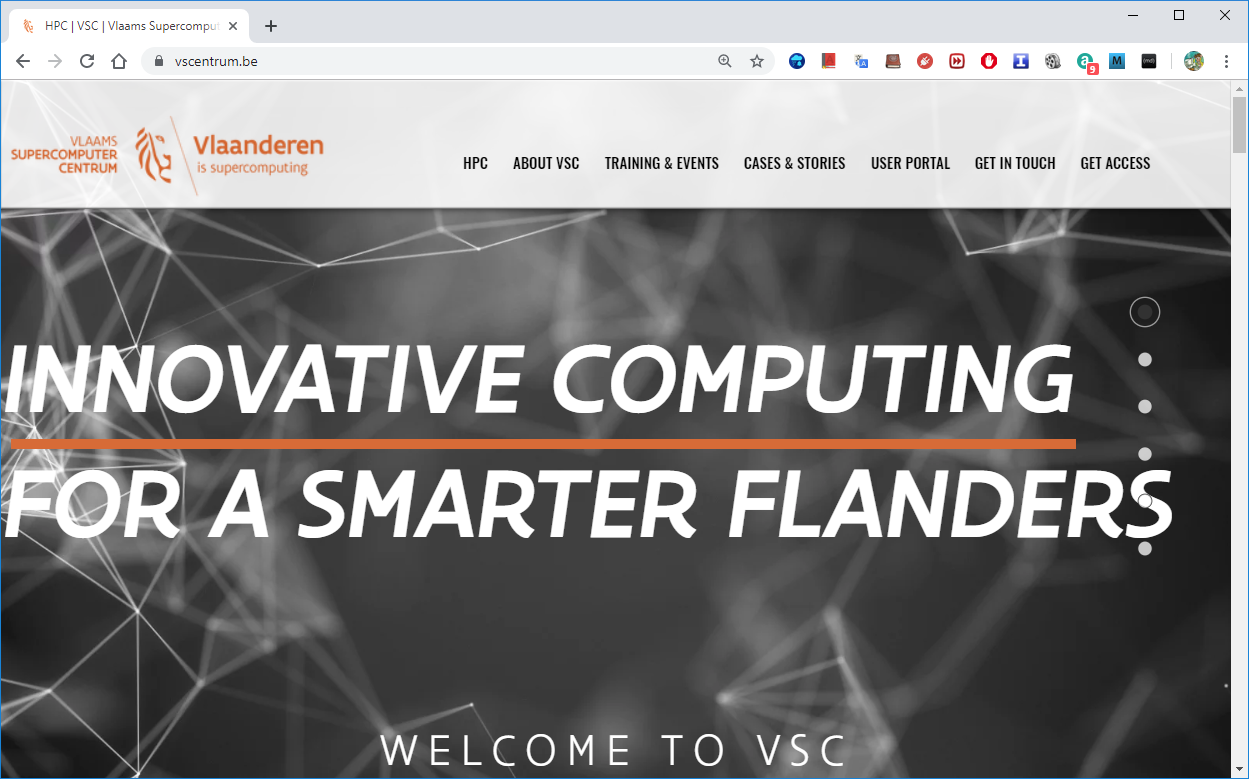 HPC | VSC | Vlaams Supercomput
vscentrum.be
9
VLAAMS
SUPERCOMPUTER
CENTRUM
Vlaanderen
is supercomputing
HPC ABOUT VSC TRAINING & EVENTS CASES & STORIES USER PORTAL GET IN TOUCH GET ACCESS
INNOVATIVE COMPUTING
FOR A SMARTER FLANDERS
WELCOME TO VSC